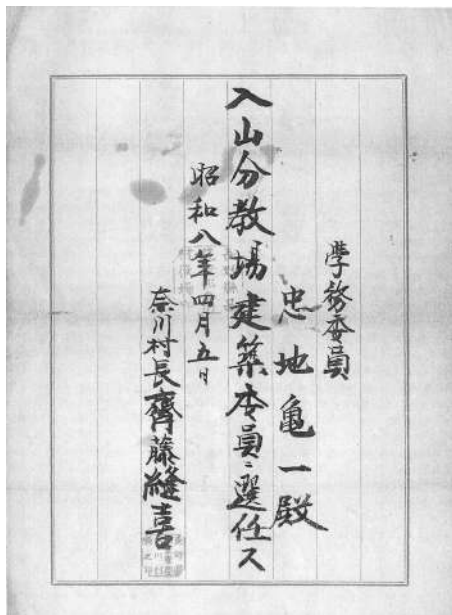 學務委員
忠地亀一殿
入山分教場建築委員ニ選任ス
昭和八年四月五日
奈川村長齊藤縫喜